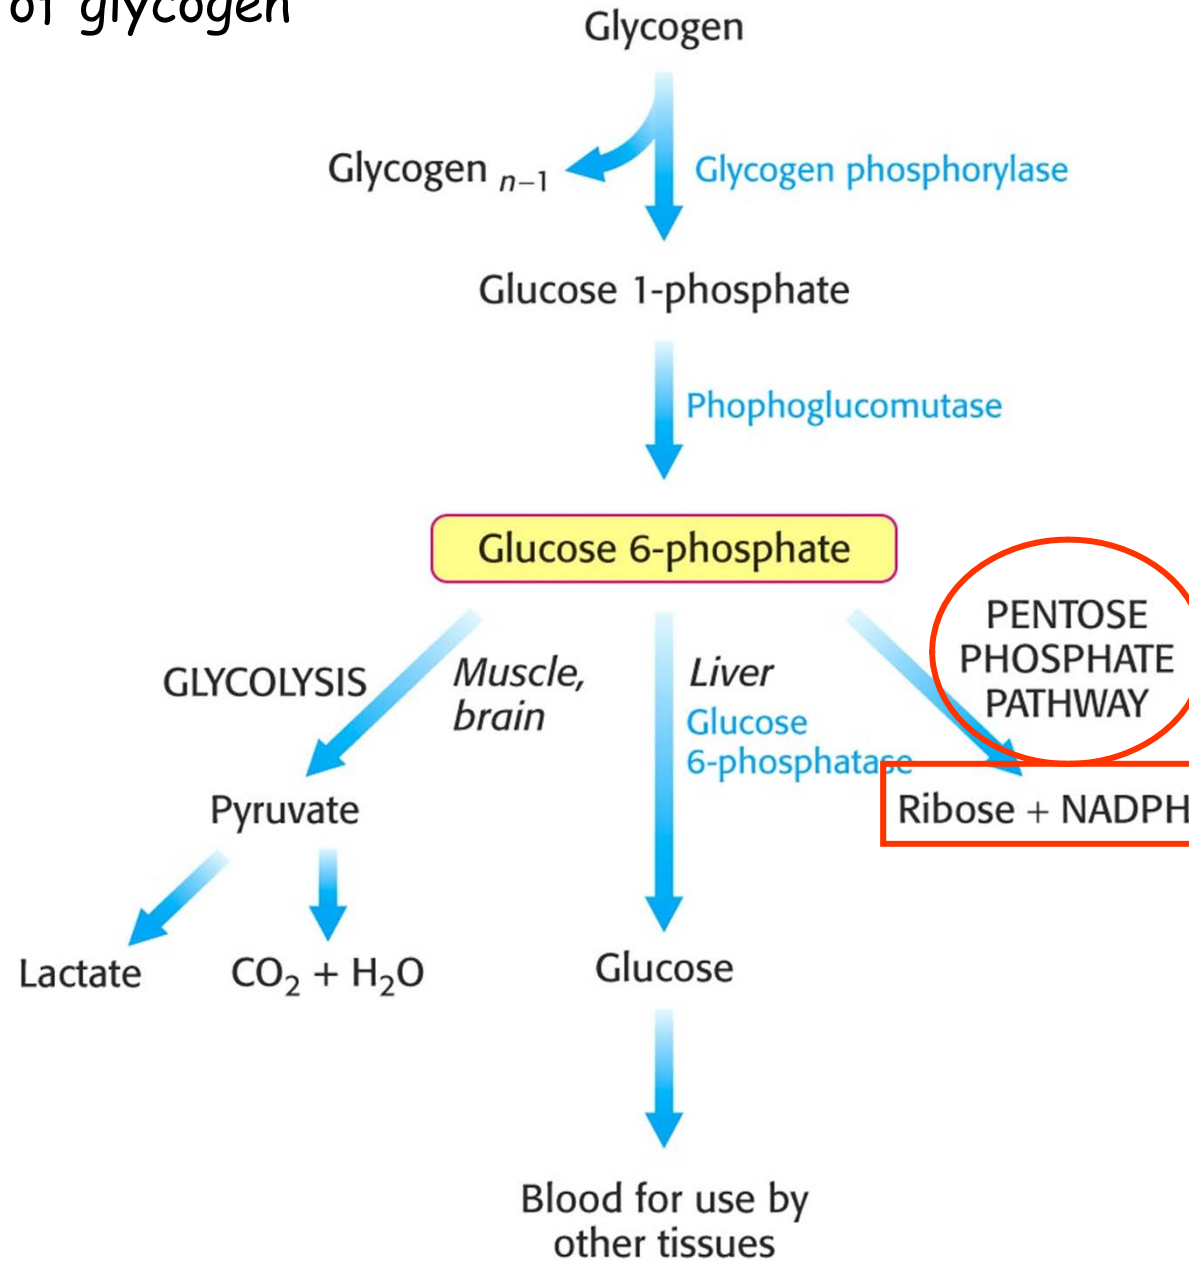 of glycogen
Glycogen
Glycogen n–1
Glycogen phosphorylase
Glucose 1-phosphate
Phophoglucomutase
Glucose 6-phosphate
GLYCOLYSIS
Muscle,
brain
Liver
Glucose
6-phosphatase
PENTOSE
PHOSPHATE
PATHWAY
Pyruvate
Ribose + NADPH
Lactate
CO₂ + H₂O
Glucose
Blood for use by
other tissues